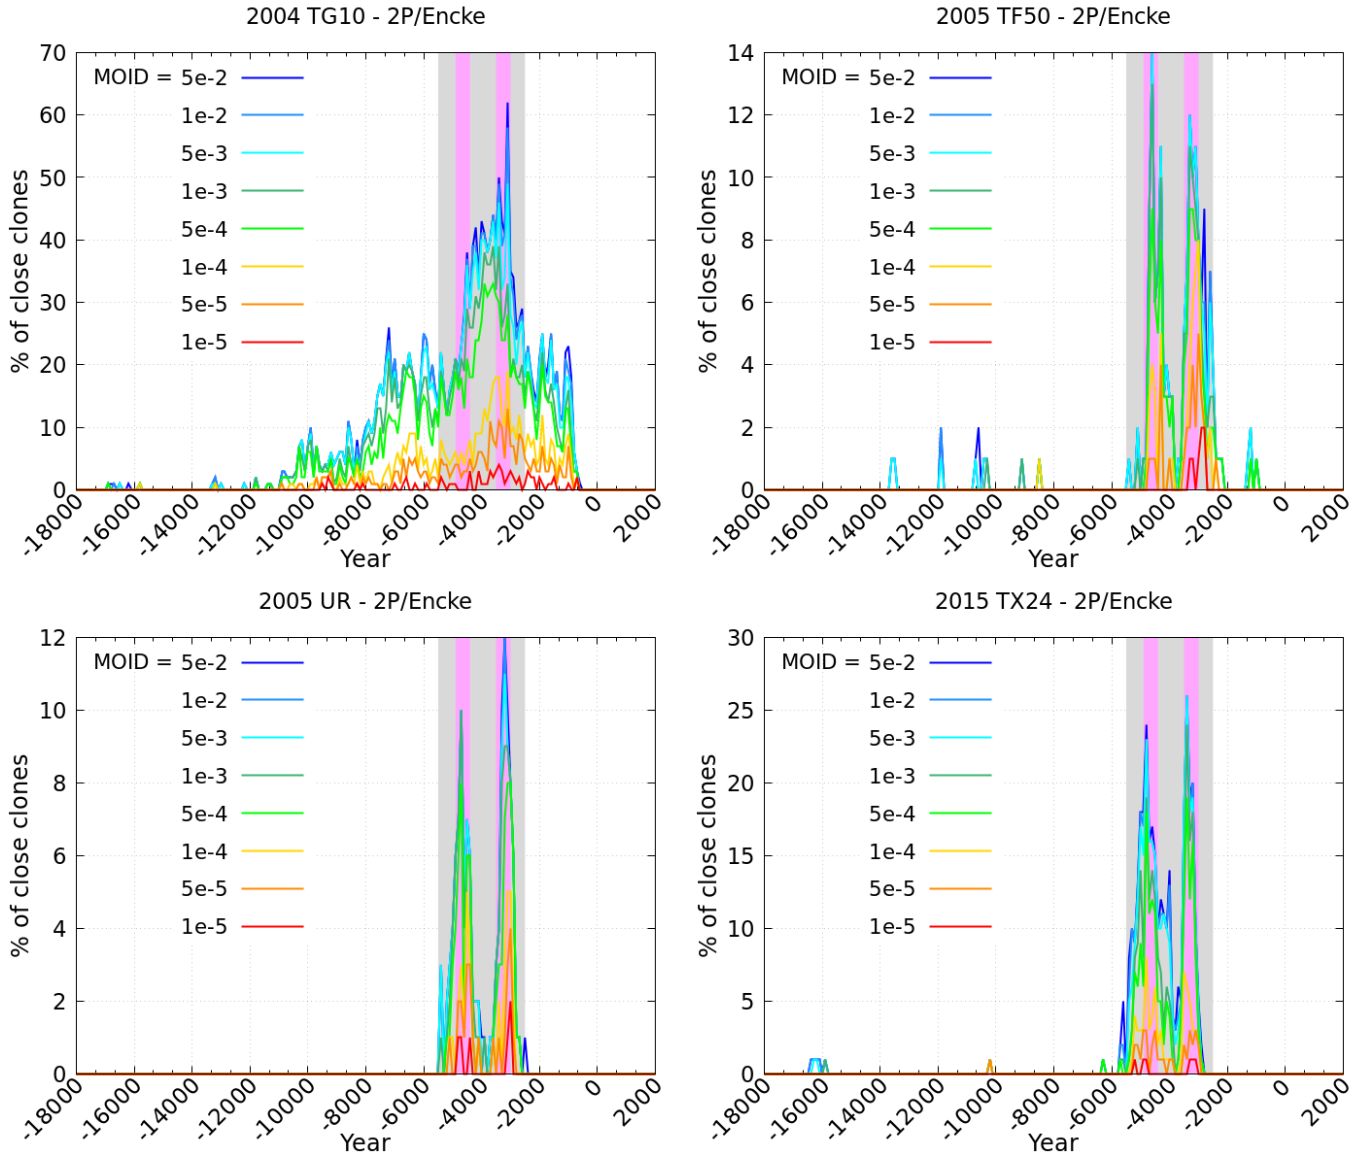 2004 TG10 - 2P/Encke
70
60
50
40
30
20
10
0
% of close clones
MOID = 5e-2
1e-2
5e-3
1e-3
5e-4
1e-4
5e-5
1e-5
-18000
-16000
-14000
-12000
-10000
-8000
-6000
-4000
-2000
0
2000
Year
2005 TF50 - 2P/Encke
14
12
10
8
6
4
2
0
% of close clones
MOID = 5e-2
1e-2
5e-3
1e-3
5e-4
1e-4
5e-5
1e-5
-18000
-16000
-14000
-12000
-10000
-8000
-6000
-4000
-2000
0
2000
Year
2005 UR - 2P/Encke
12
10
8
6
4
2
0
% of close clones
MOID = 5e-2
1e-2
5e-3
1e-3
5e-4
1e-4
5e-5
1e-5
-18000
-16000
-14000
-12000
-10000
-8000
-6000
-4000
-2000
0
2000
Year
2015 TX24 - 2P/Encke
30
25
20
15
10
5
0
% of close clones
MOID = 5e-2
1e-2
5e-3
1e-3
5e-4
1e-4
5e-5
1e-5
-18000
-16000
-14000
-12000
-10000
-8000
-6000
-4000
-2000
0
2000
Year